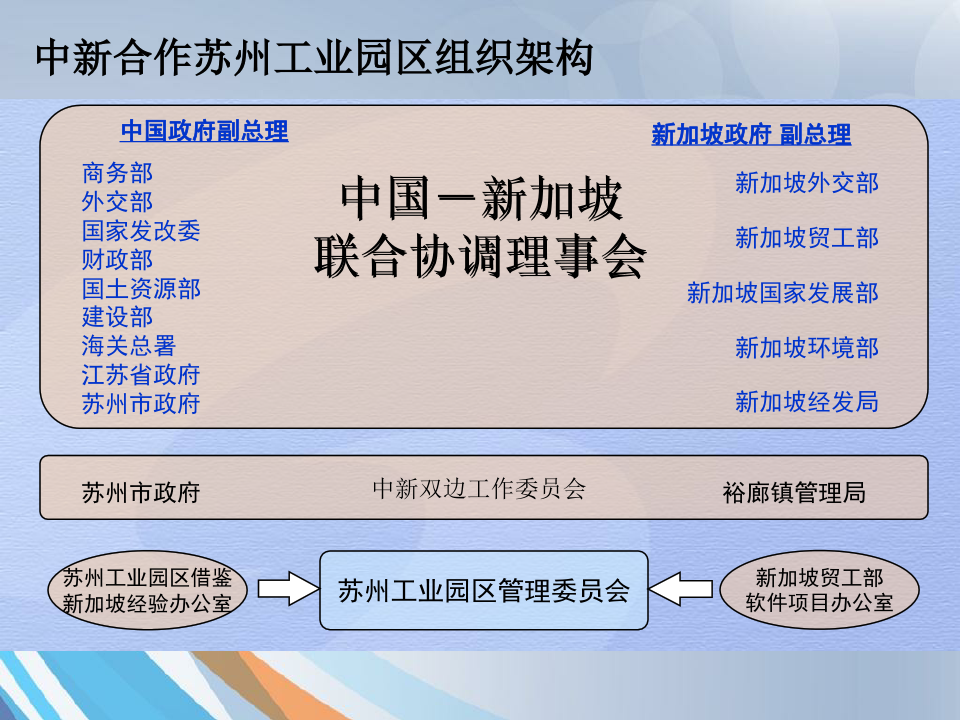 中新合作苏州工业园区组织架构
中国政府副总理
商务部
外交部
国家发改委
财政部
国土资源部
建设部
海关总署
江苏省政府
苏州市政府
中国－新加坡
联合协调理事会
新加坡政府 副总理
新加坡外交部
新加坡贸工部
新加坡国家发展部
新加坡环境部
新加坡经发局
苏州市政府
中新双边工作委员会
裕廊镇管理局
苏州工业园区借鉴
新加坡经验办公室
苏州工业园区管理委员会
新加坡贸工部
软件项目办公室